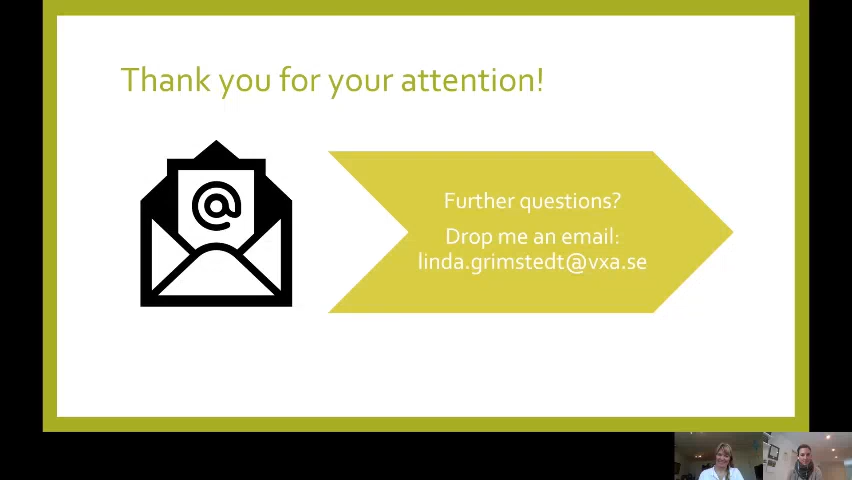 Thank you for your attention!
@
Further questions?
Drop me an email:
linda.grimstedt@vxa.se